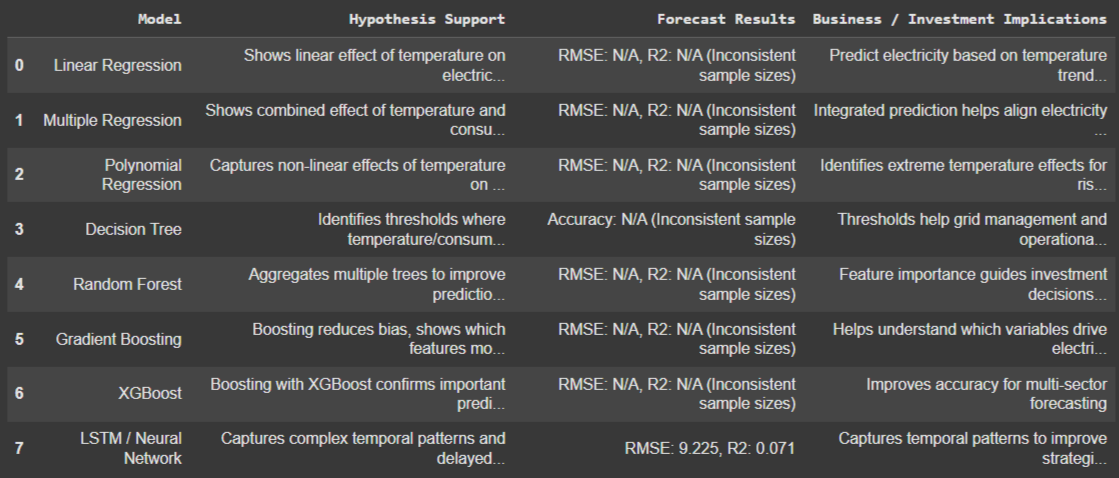 Model Hypothesis Support Forecast Results Business / Investment Implications
0 Linear Regression Shows linear effect of temperature on electric... RMSE: N/A, R2: N/A (Inconsistent sample sizes) Predict electricity based on temperature trend...
1 Multiple Regression Shows combined effect of temperature and consu... RMSE: N/A, R2: N/A (Inconsistent sample sizes) Integrated prediction helps align electricity ...
2 Polynomial Regression Captures non-linear effects of temperature on ... RMSE: N/A, R2: N/A (Inconsistent sample sizes) Identifies extreme temperature effects for ris...
3 Decision Tree Identifies thresholds where temperature/consum... Accuracy: N/A (Inconsistent sample sizes) Thresholds help grid management and operationa...
4 Random Forest Aggregates multiple trees to improve predictio... RMSE: N/A, R2: N/A (Inconsistent sample sizes) Feature importance guides investment decisions...
5 Gradient Boosting Boosting reduces bias, shows which features mo... RMSE: N/A, R2: N/A (Inconsistent sample sizes) Helps understand which variables drive electri...
6 XGBoost Boosting with XGBoost confirms important predi... RMSE: N/A, R2: N/A (Inconsistent sample sizes) Improves accuracy for multi-sector forecasting
7 LSTM / Neural Network Captures complex temporal patterns and delayed... RMSE: 9.225, R2: 0.071 Captures temporal patterns to improve strategi...